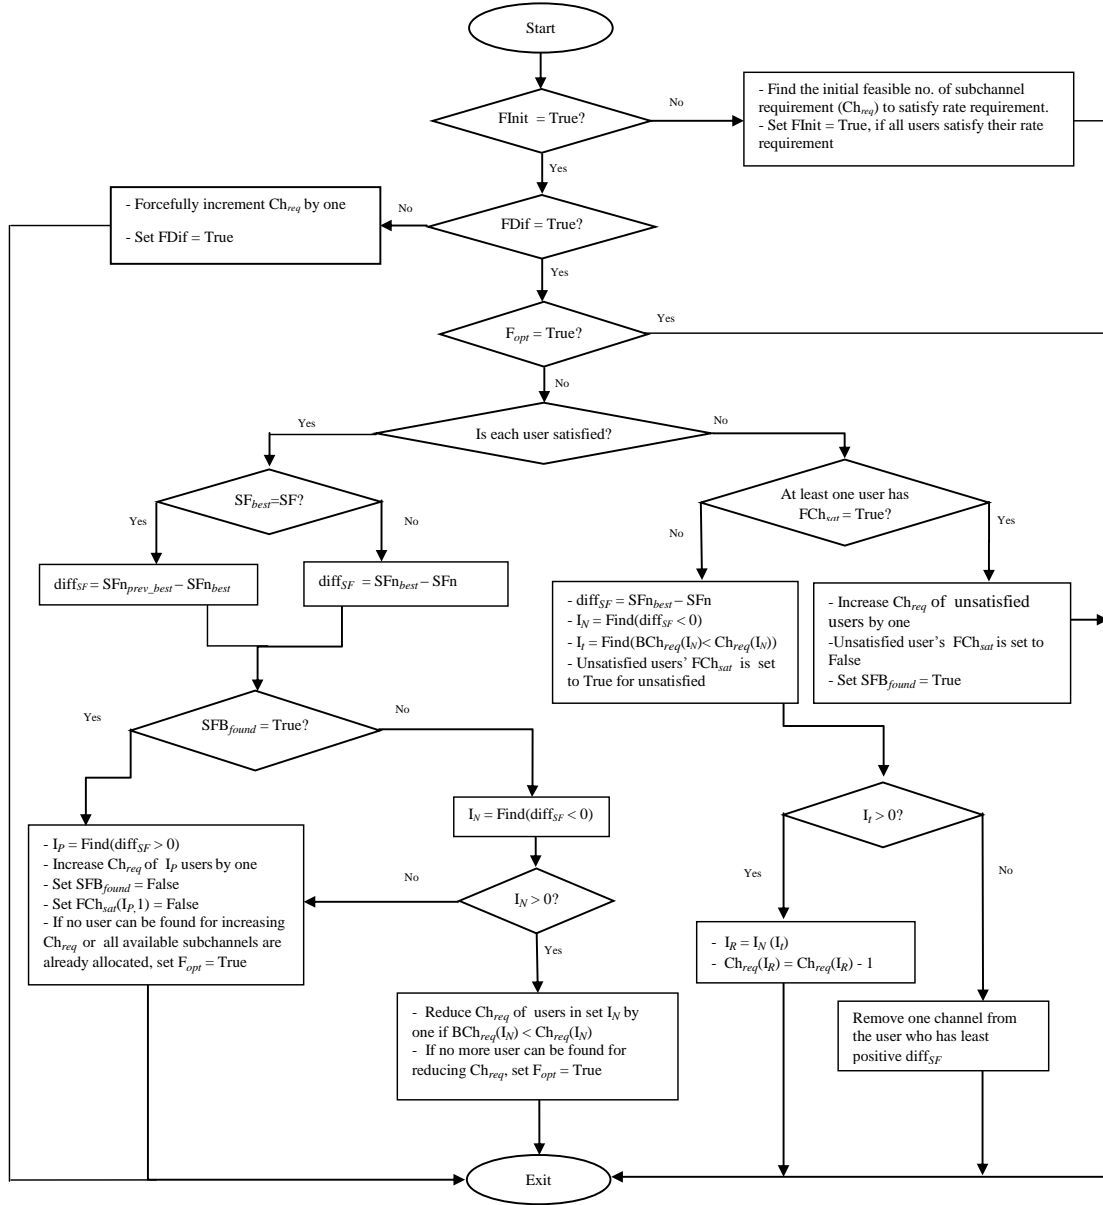 Start
FInit = True?
No
- Find the initial feasible no. of subchannel
requirement (Ch_req) to satisfy rate requirement.
- Set FInit = True, if all users satisfy their rate
requirement
Yes
- Forcefully increment Ch_req by one
- Set FDif = True
No
FDif = True?
Yes
F_opt = True?
Yes
No
Is each user satisfied?
Yes
No
SF_best=SF?
Yes
No
At least one user has
FCh_sat = True?
No
Yes
diff_SF = SFn_prev_best – SFn_best
diff_SF = SFn_best – SFn
- diff_SF = SFn_best – SFn
- I_N = Find(diff_SF < 0)
- I_t = Find(BCh_req(I_N)< Ch_req(I_N))
- Unsatisfied users' FCh_sat is set
to True for unsatisfied
- Increase Ch_req of unsatisfied
users by one
-Unsatisfied user's FCh_sat is set to
False
- Set SFB_found = True
Yes
SFB_found = True?
No
I_N = Find(diff_SF < 0)
I_t > 0?
- I_P = Find(diff_SF > 0)
- Increase Ch_req of I_P users by one
- Set SFB_found = False
- Set FCh_sat(I_P,1) = False
- If no user can be found for increasing
Ch_req or all available subchannels are
already allocated, set F_opt = True
No
I_N > 0?
Yes
Yes
No
- I_R = I_N (I_t)
- Ch_req(I_R) = Ch_req(I_R) - 1
- Reduce Ch_req of users in set I_N by
one if BCh_req(I_N) < Ch_req(I_N)
- If no more user can be found for
reducing Ch_req, set F_opt = True
Remove one channel from
the user who has least
positive diff_SF
Exit